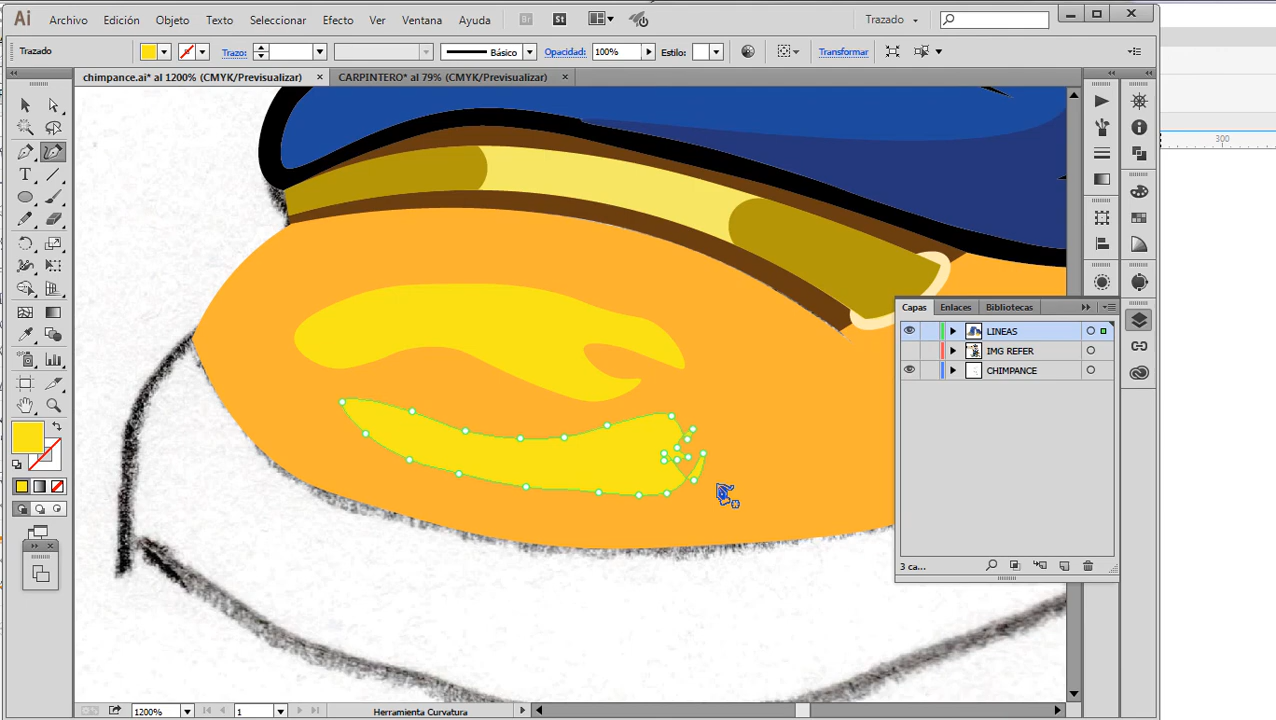 Ai Archivo Edición Objeto Texto Seleccionar Efecto Ver Ventana Ayuda Br St Trazado
Trazado Trazo: Básico Opacidad: 100% Estilo: Transformar
chimpance.ai* al 1200% (CMYK/Previsualizar) × CARPINTERO* al 79% (CMYK/Previsualizar) ×
300
Capas Enlaces Bibliotecas
LINEAS
IMG REFER
CHIMPANCE
3 ca...
1200% 1 Herramienta Curvatura